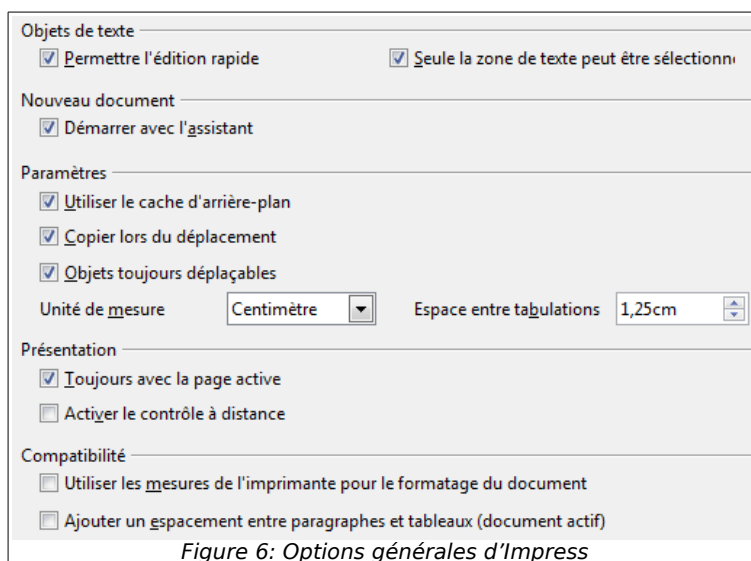 Objets de texte
Permettre l'édition rapide Seule la zone de texte peut être sélectionn
Nouveau document
Démarrer avec l'assistant
Paramètres
Utiliser le cache d'arrière-plan
Copier lors du déplacement
Objets toujours déplaçables
Unité de mesure Centimètre Espace entre tabulations 1,25cm
Présentation
Toujours avec la page active
Activer le contrôle à distance
Compatibilité
Utiliser les mesures de l'imprimante pour le formatage du document
Ajouter un espacement entre paragraphes et tableaux (document actif)
Figure 6: Options générales d’Impress